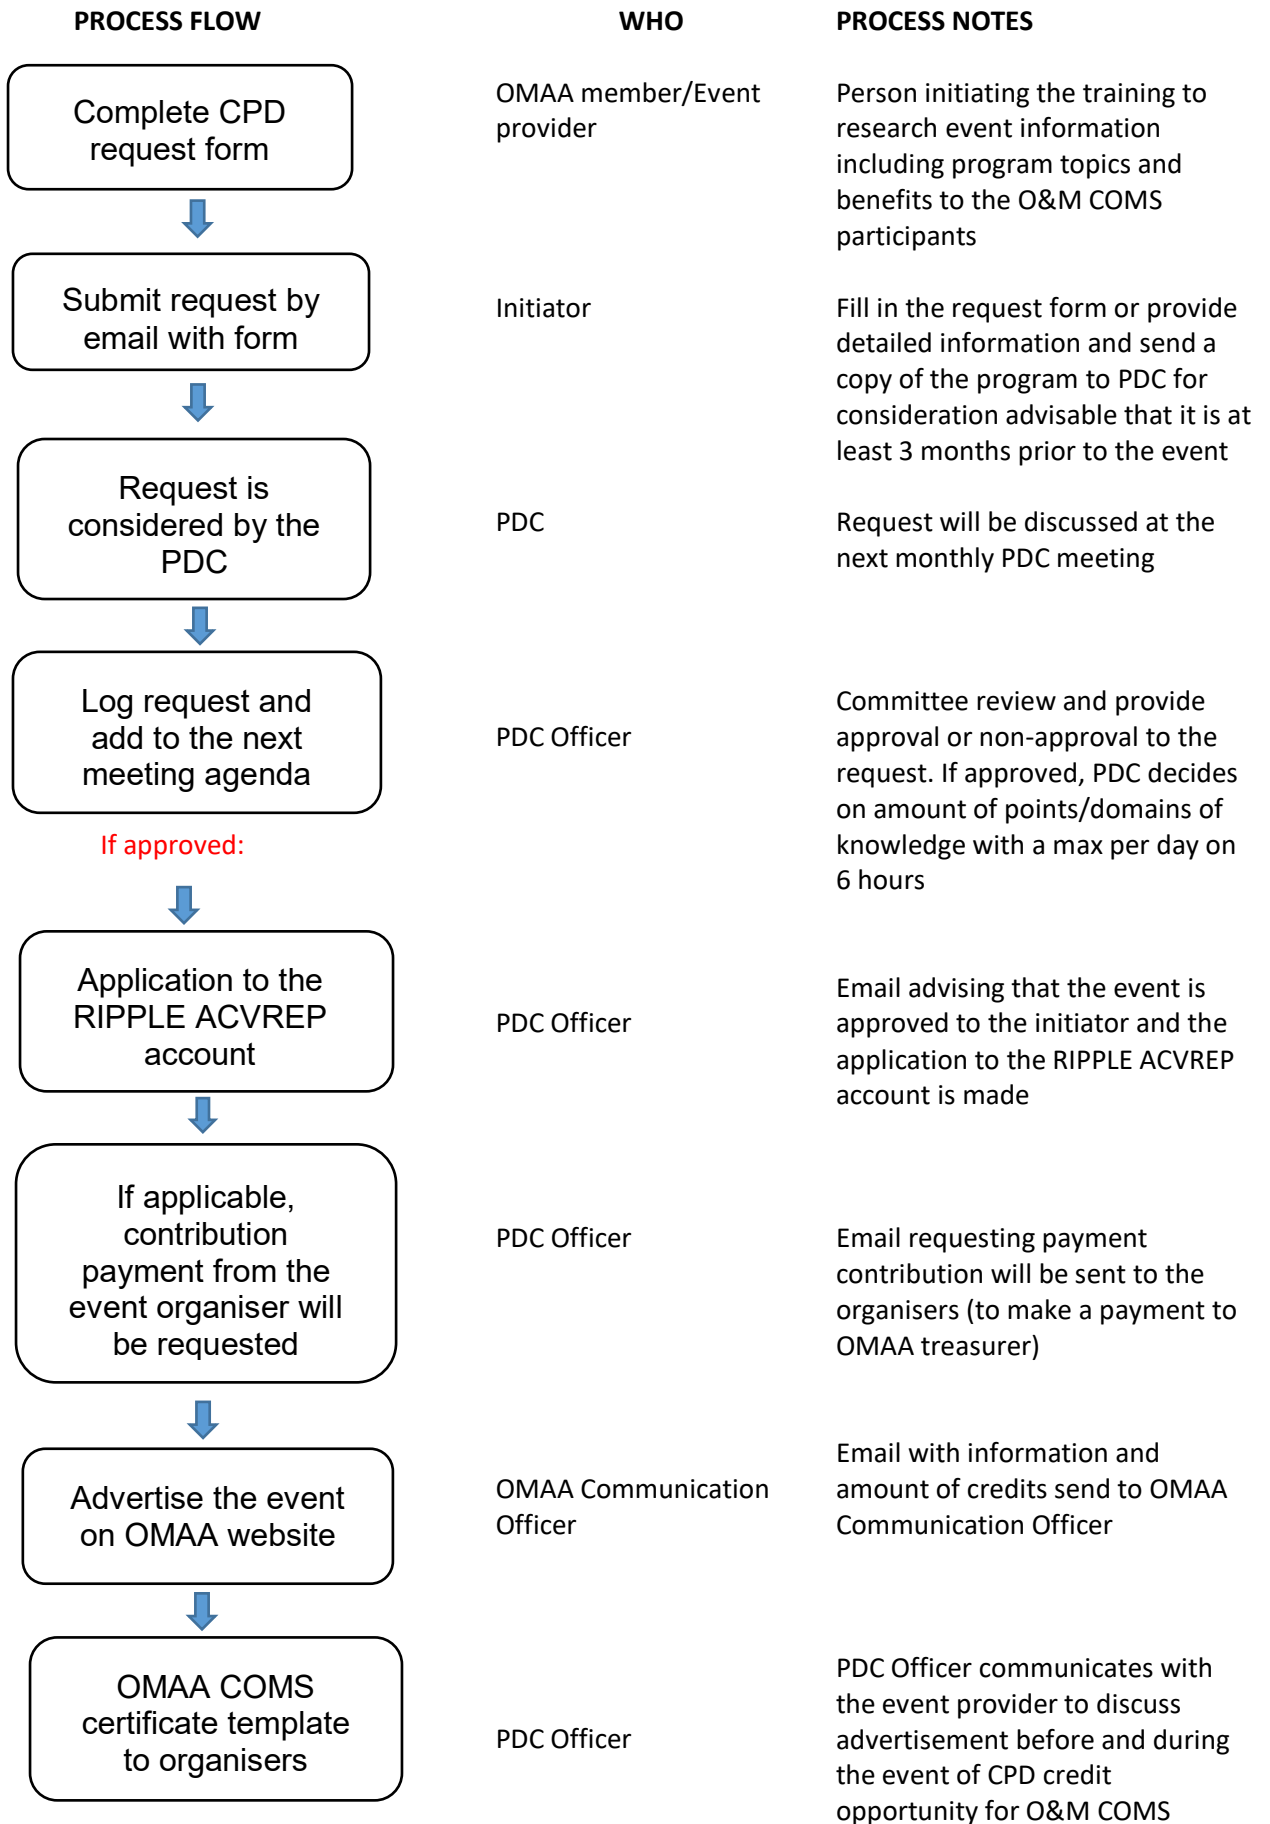 PROCESS FLOW WHO PROCESS NOTES
Complete CPD
request form
OMAA member/Event
provider
Person initiating the training to
research event information
including program topics and
benefits to the O&M COMS
participants
Submit request by
email with form
Initiator
Fill in the request form or provide
detailed information and send a
copy of the program to PDC for
consideration advisable that it is at
least 3 months prior to the event
Request is
considered by the
PDC
PDC
Request will be discussed at the
next monthly PDC meeting
Log request and
add to the next
meeting agenda
PDC Officer
Committee review and provide
approval or non-approval to the
request. If approved, PDC decides
on amount of points/domains of
knowledge with a max per day on
6 hours
If approved:
Application to the
RIPPLE ACVREP
account
PDC Officer
Email advising that the event is
approved to the initiator and the
application to the RIPPLE ACVREP
account is made
If applicable,
contribution
payment from the
event organiser will
be requested
PDC Officer
Email requesting payment
contribution will be sent to the
organisers (to make a payment to
OMAA treasurer)
Advertise the event
on OMAA website
OMAA Communication
Officer
Email with information and
amount of credits send to OMAA
Communication Officer
OMAA COMS
certificate template
to organisers
PDC Officer
PDC Officer communicates with
the event provider to discuss
advertisement before and during
the event of CPD credit
opportunity for O&M COMS